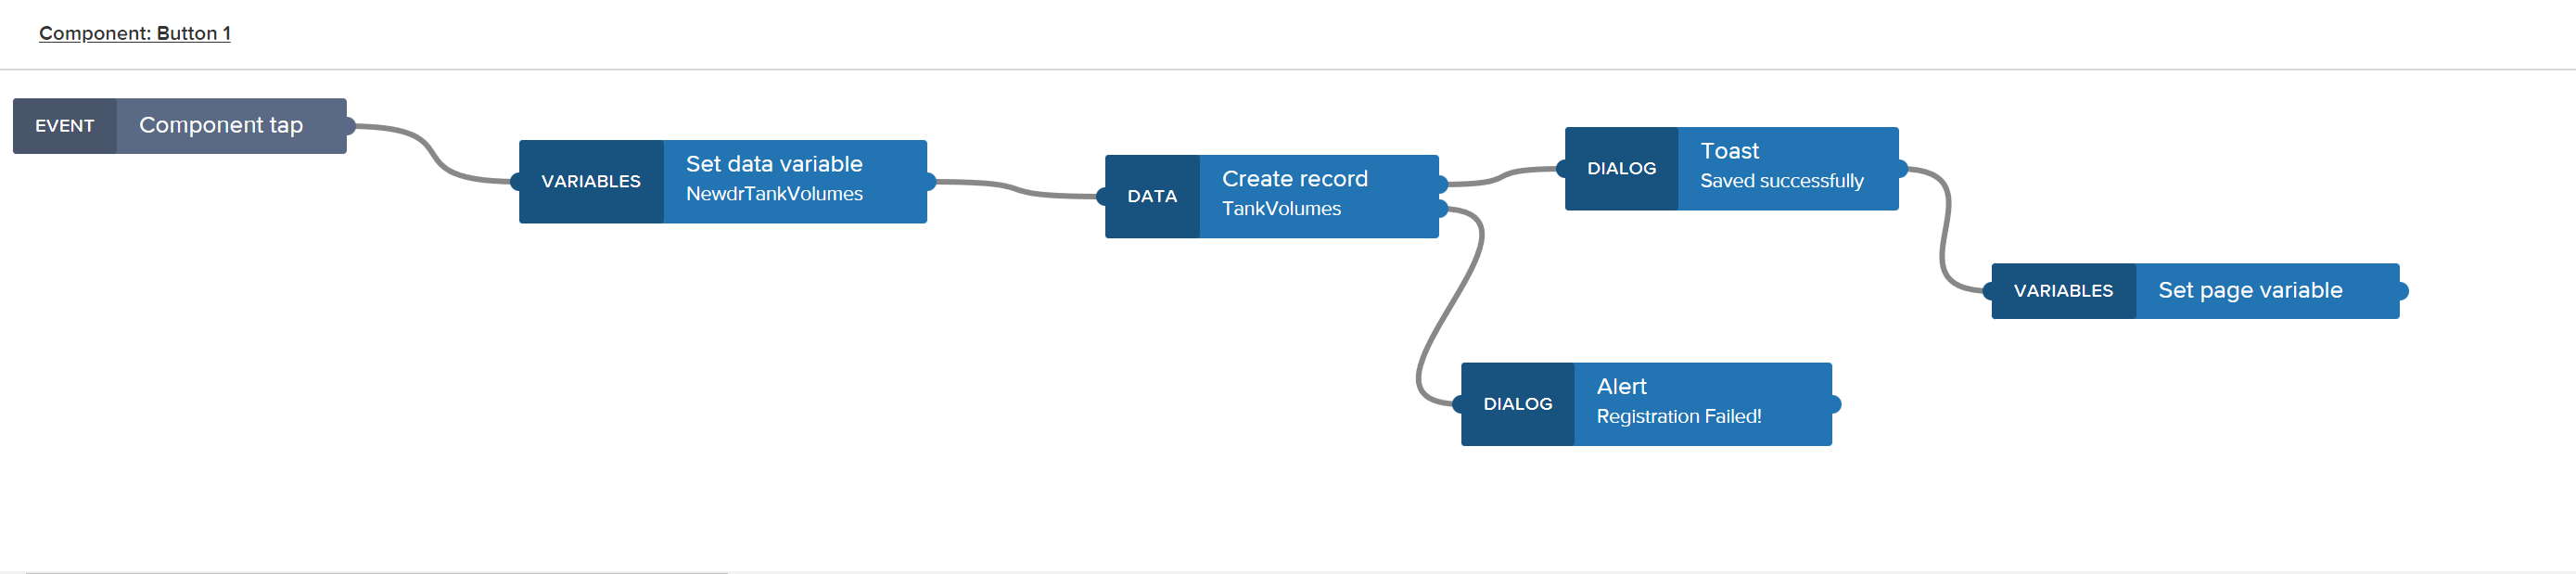 Component: Button 1
EVENT
Component tap
VARIABLES
Set data variable
NewdrTankVolumes
DATA
Create record
TankVolumes
DIALOG
Toast
Saved successfully
VARIABLES
Set page variable
DIALOG
Alert
Registration Failed!